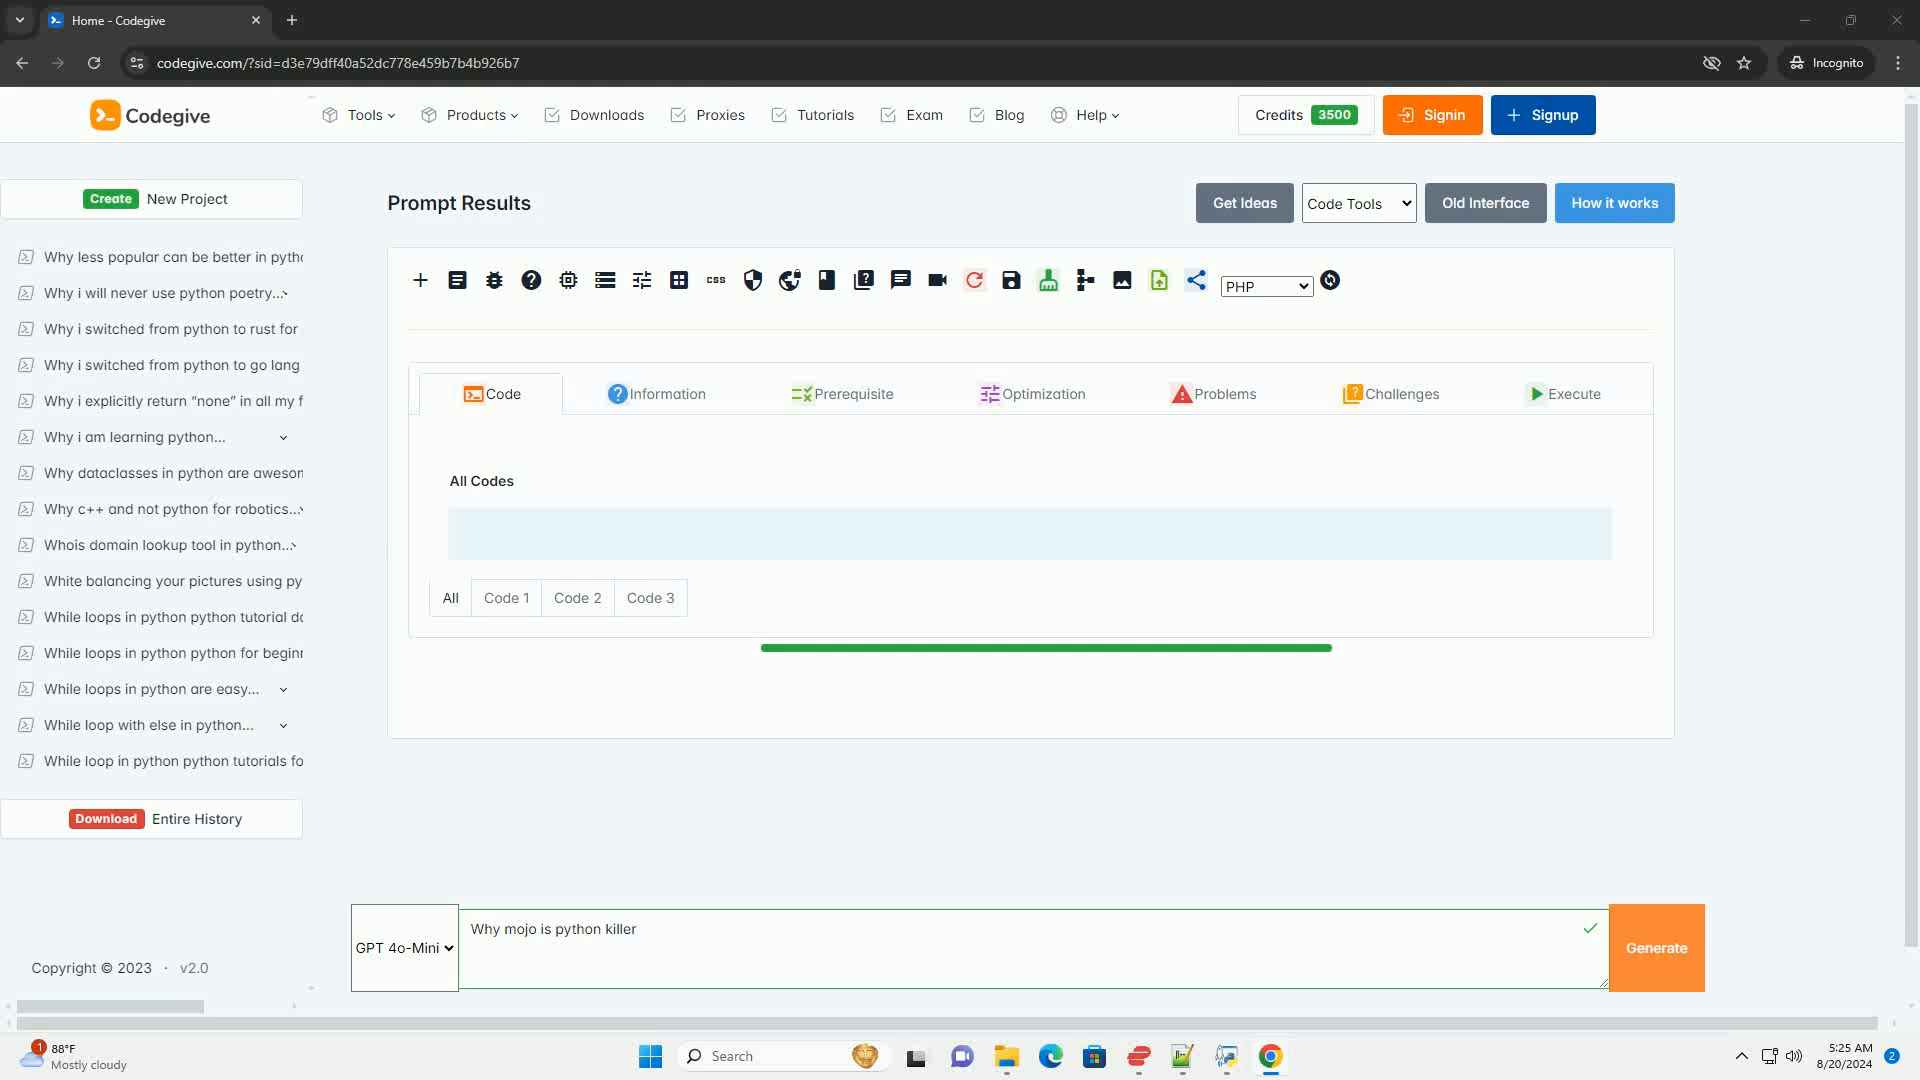 Home - Codegive
codegive.com/?sid=d3e79dff40a52dc778e459b7b4b926b7
Incognito
Codegive
Tools
Products
Downloads
Proxies
Tutorials
Exam
Blog
Help
Credits 3500
Signin
Signup
Create New Project
Why less popular can be better in pytho
Why i will never use python poetry...
Why i switched from python to rust for
Why i switched from python to go lang
Why i explicitly return “none” in all my f
Why i am learning python...
Why dataclasses in python are aweson
Why c++ and not python for robotics...
Whois domain lookup tool in python...
White balancing your pictures using py
While loops in python python tutorial do
While loops in python python for beginn
While loops in python are easy...
While loop with else in python...
While loop in python python tutorials fo
Download Entire History
Copyright © 2023 · v2.0
Prompt Results
Get Ideas
Code Tools
Old Interface
How it works
css
PHP
Code
Information
Prerequisite
Optimization
Problems
Challenges
Execute
All Codes
All
Code 1
Code 2
Code 3
GPT 4o-Mini
Why mojo is python killer
Generate
1
88°F
Mostly cloudy
Search
5:25 AM
8/20/2024
2